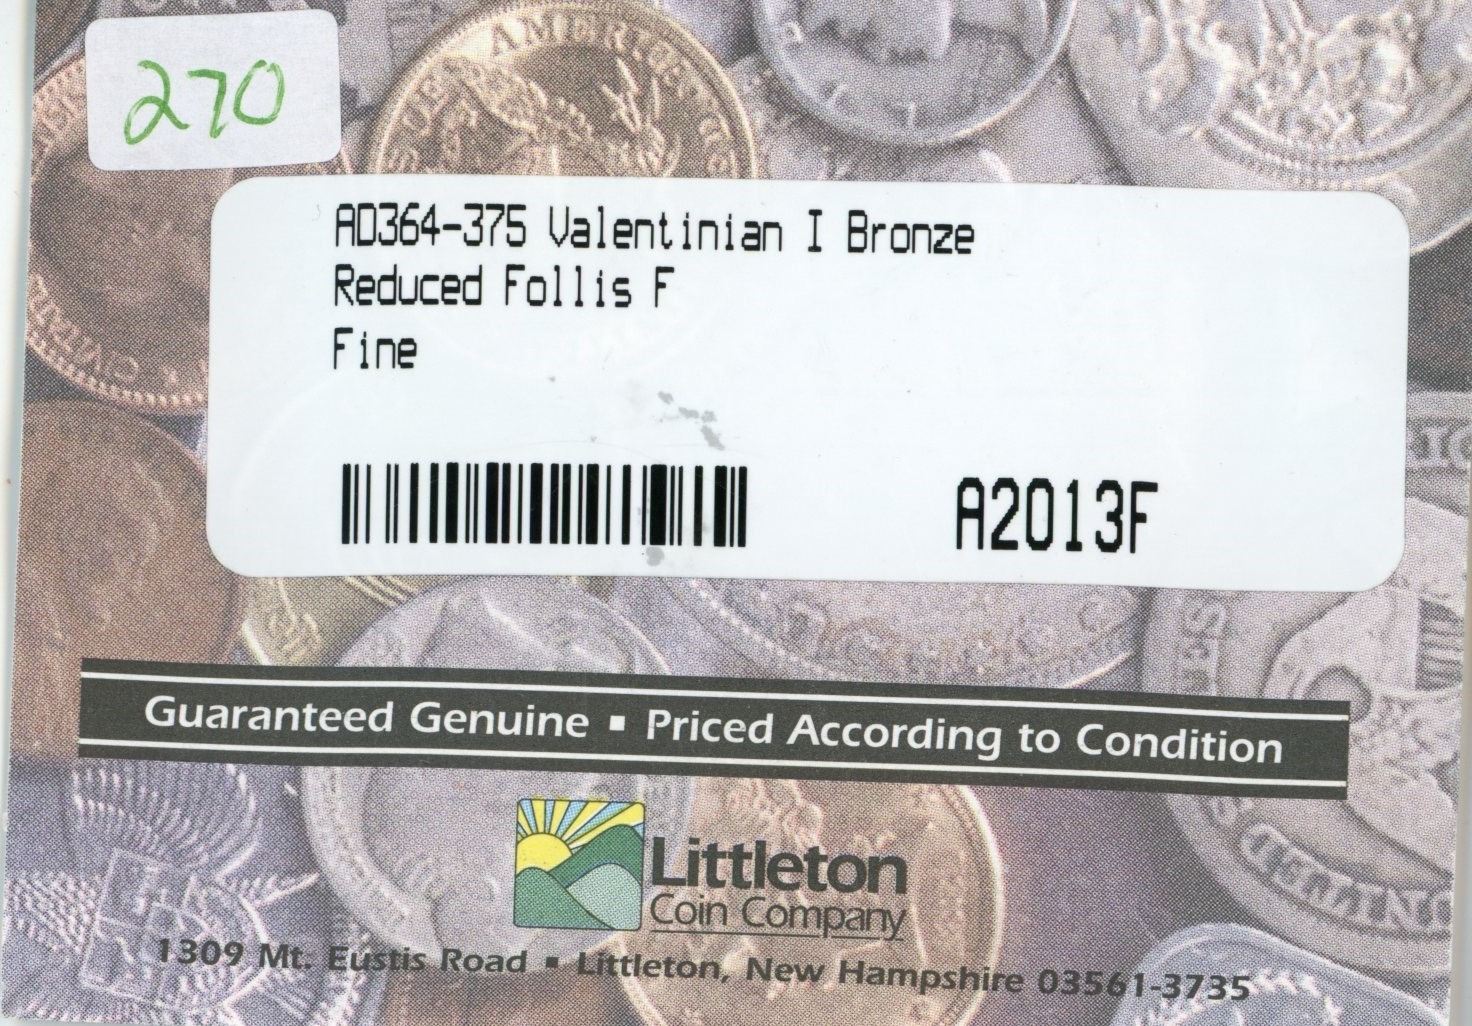 270
AMERICA
AD364-375 Valentinian I Bronze
Reduced Follis F
Fine
A2013F
Guaranteed Genuine ▪ Priced According to Condition
Littleton
Coin Company
1309 Mt. Eustis Road ▪ Littleton, New Hampshire 03561-3735